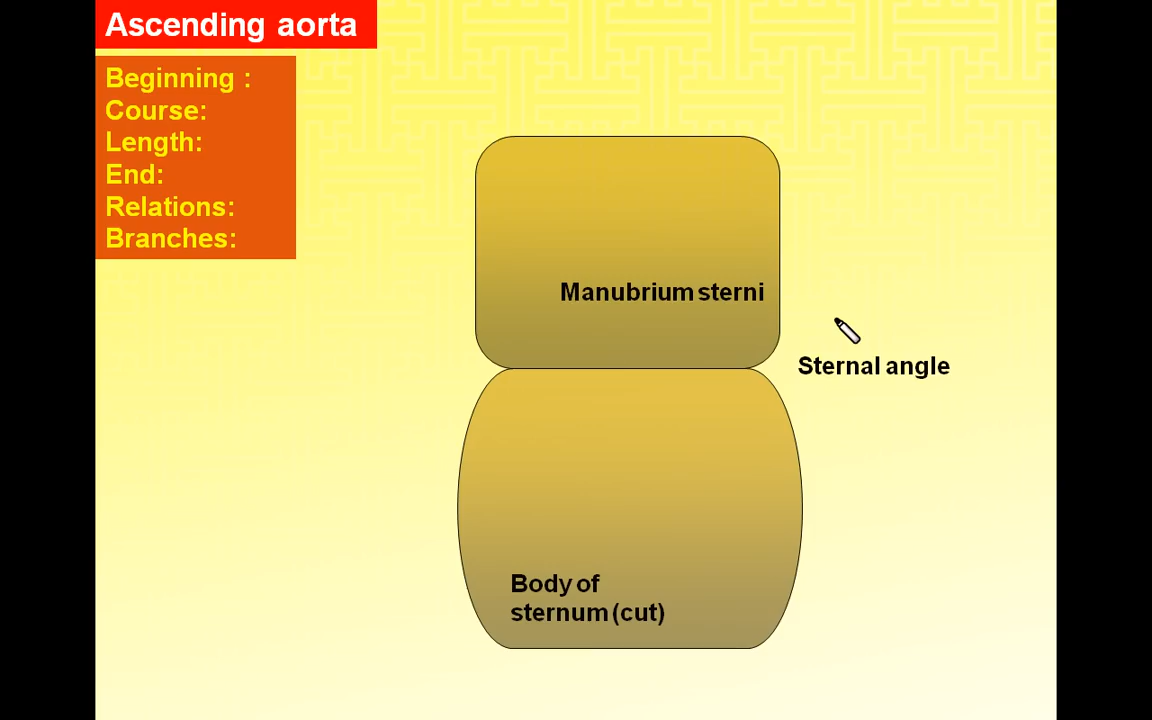 Ascending aorta
Beginning :
Course:
Length:
End:
Relations:
Branches:
Manubrium sterni
Sternal angle
Body of
sternum (cut)